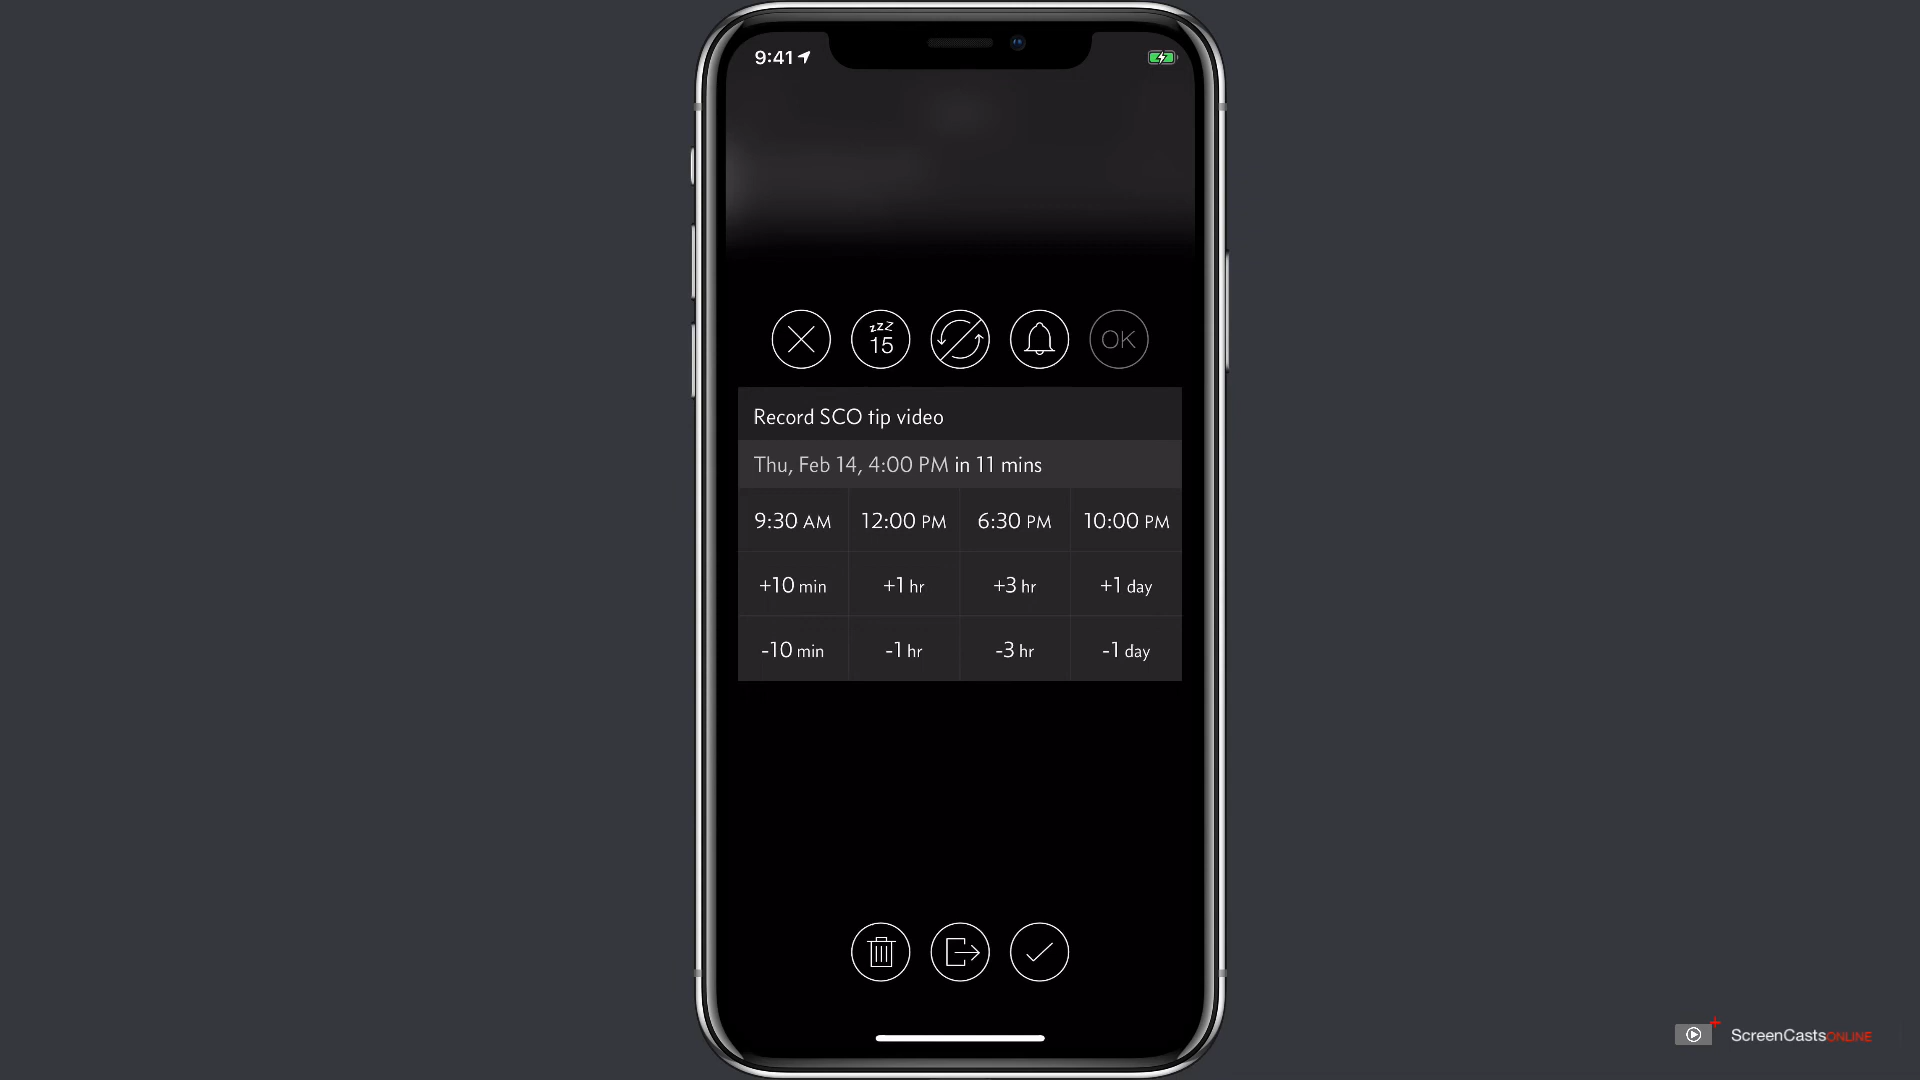 9:41
zzz
15
OK
Record SCO tip video
Thu, Feb 14, 4:00 PM in 11 mins
9:30 AM 12:00 PM 6:30 PM 10:00 PM
+10 min +1 hr +3 hr +1 day
-10 min -1 hr -3 hr -1 day
ScreenCastsONLINE